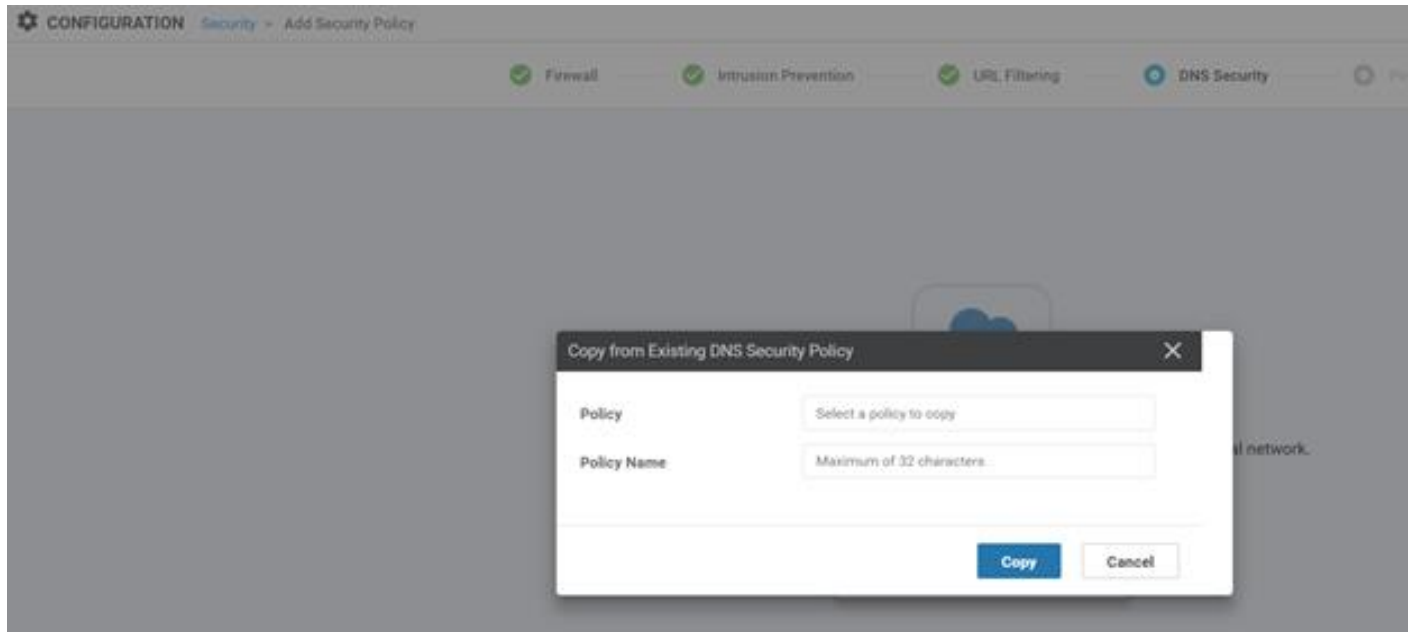 CONFIGURATION Security Add Security Policy
Firewall Intrusion Prevention URL Filtering DNS Security
Copy from Existing DNS Security Policy
Policy Select a policy to copy
Policy Name Maximum of 32 characters
al network.
Copy Cancel